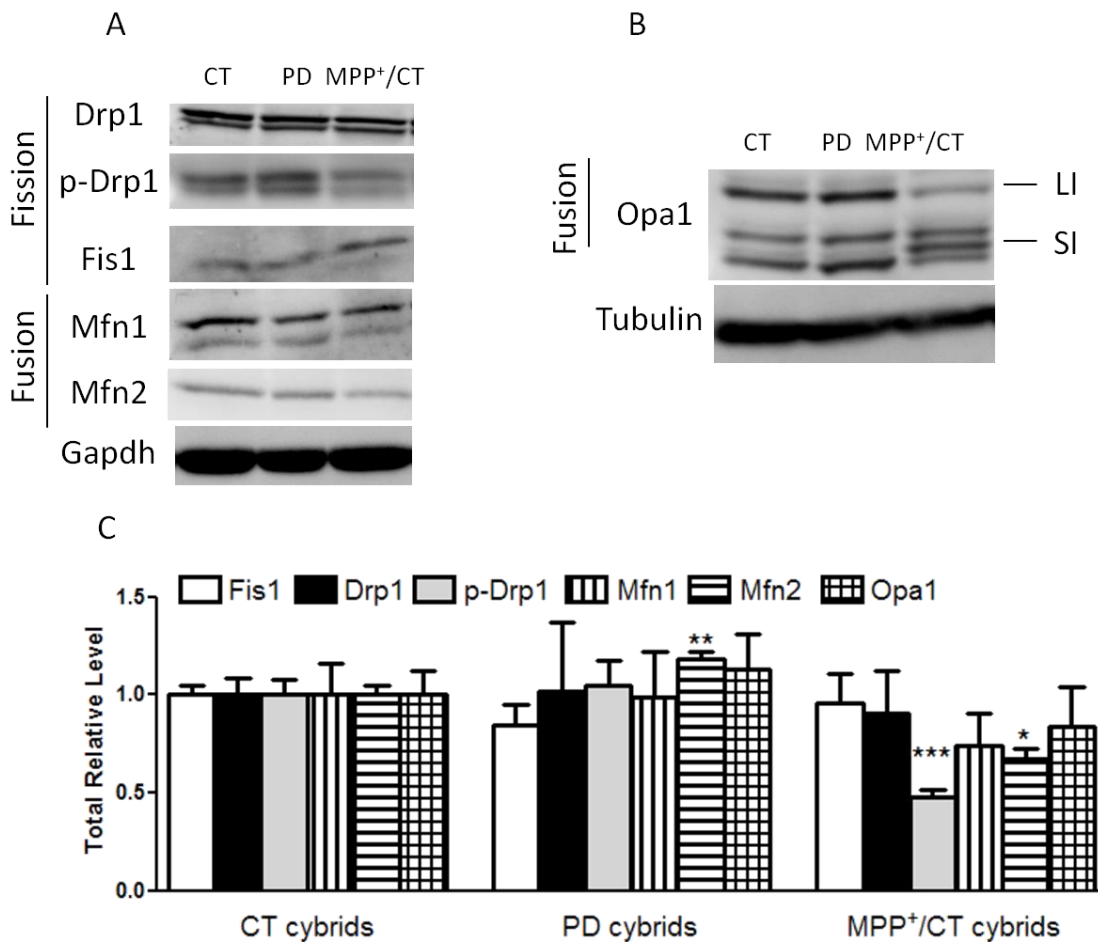 A
CT PD MPP⁺/CT
Fission
Drp1
p-Drp1
Fis1
Fusion
Mfn1
Mfn2
Gapdh
B
CT PD MPP⁺/CT
Fusion
Opa1
LI
SI
Tubulin
C
Fis1 Drp1 p-Drp1 Mfn1 Mfn2 Opa1
Total Relative Level
1.5
1.0
0.5
0.0
**
***
*
CT cybrids PD cybrids MPP⁺/CT cybrids